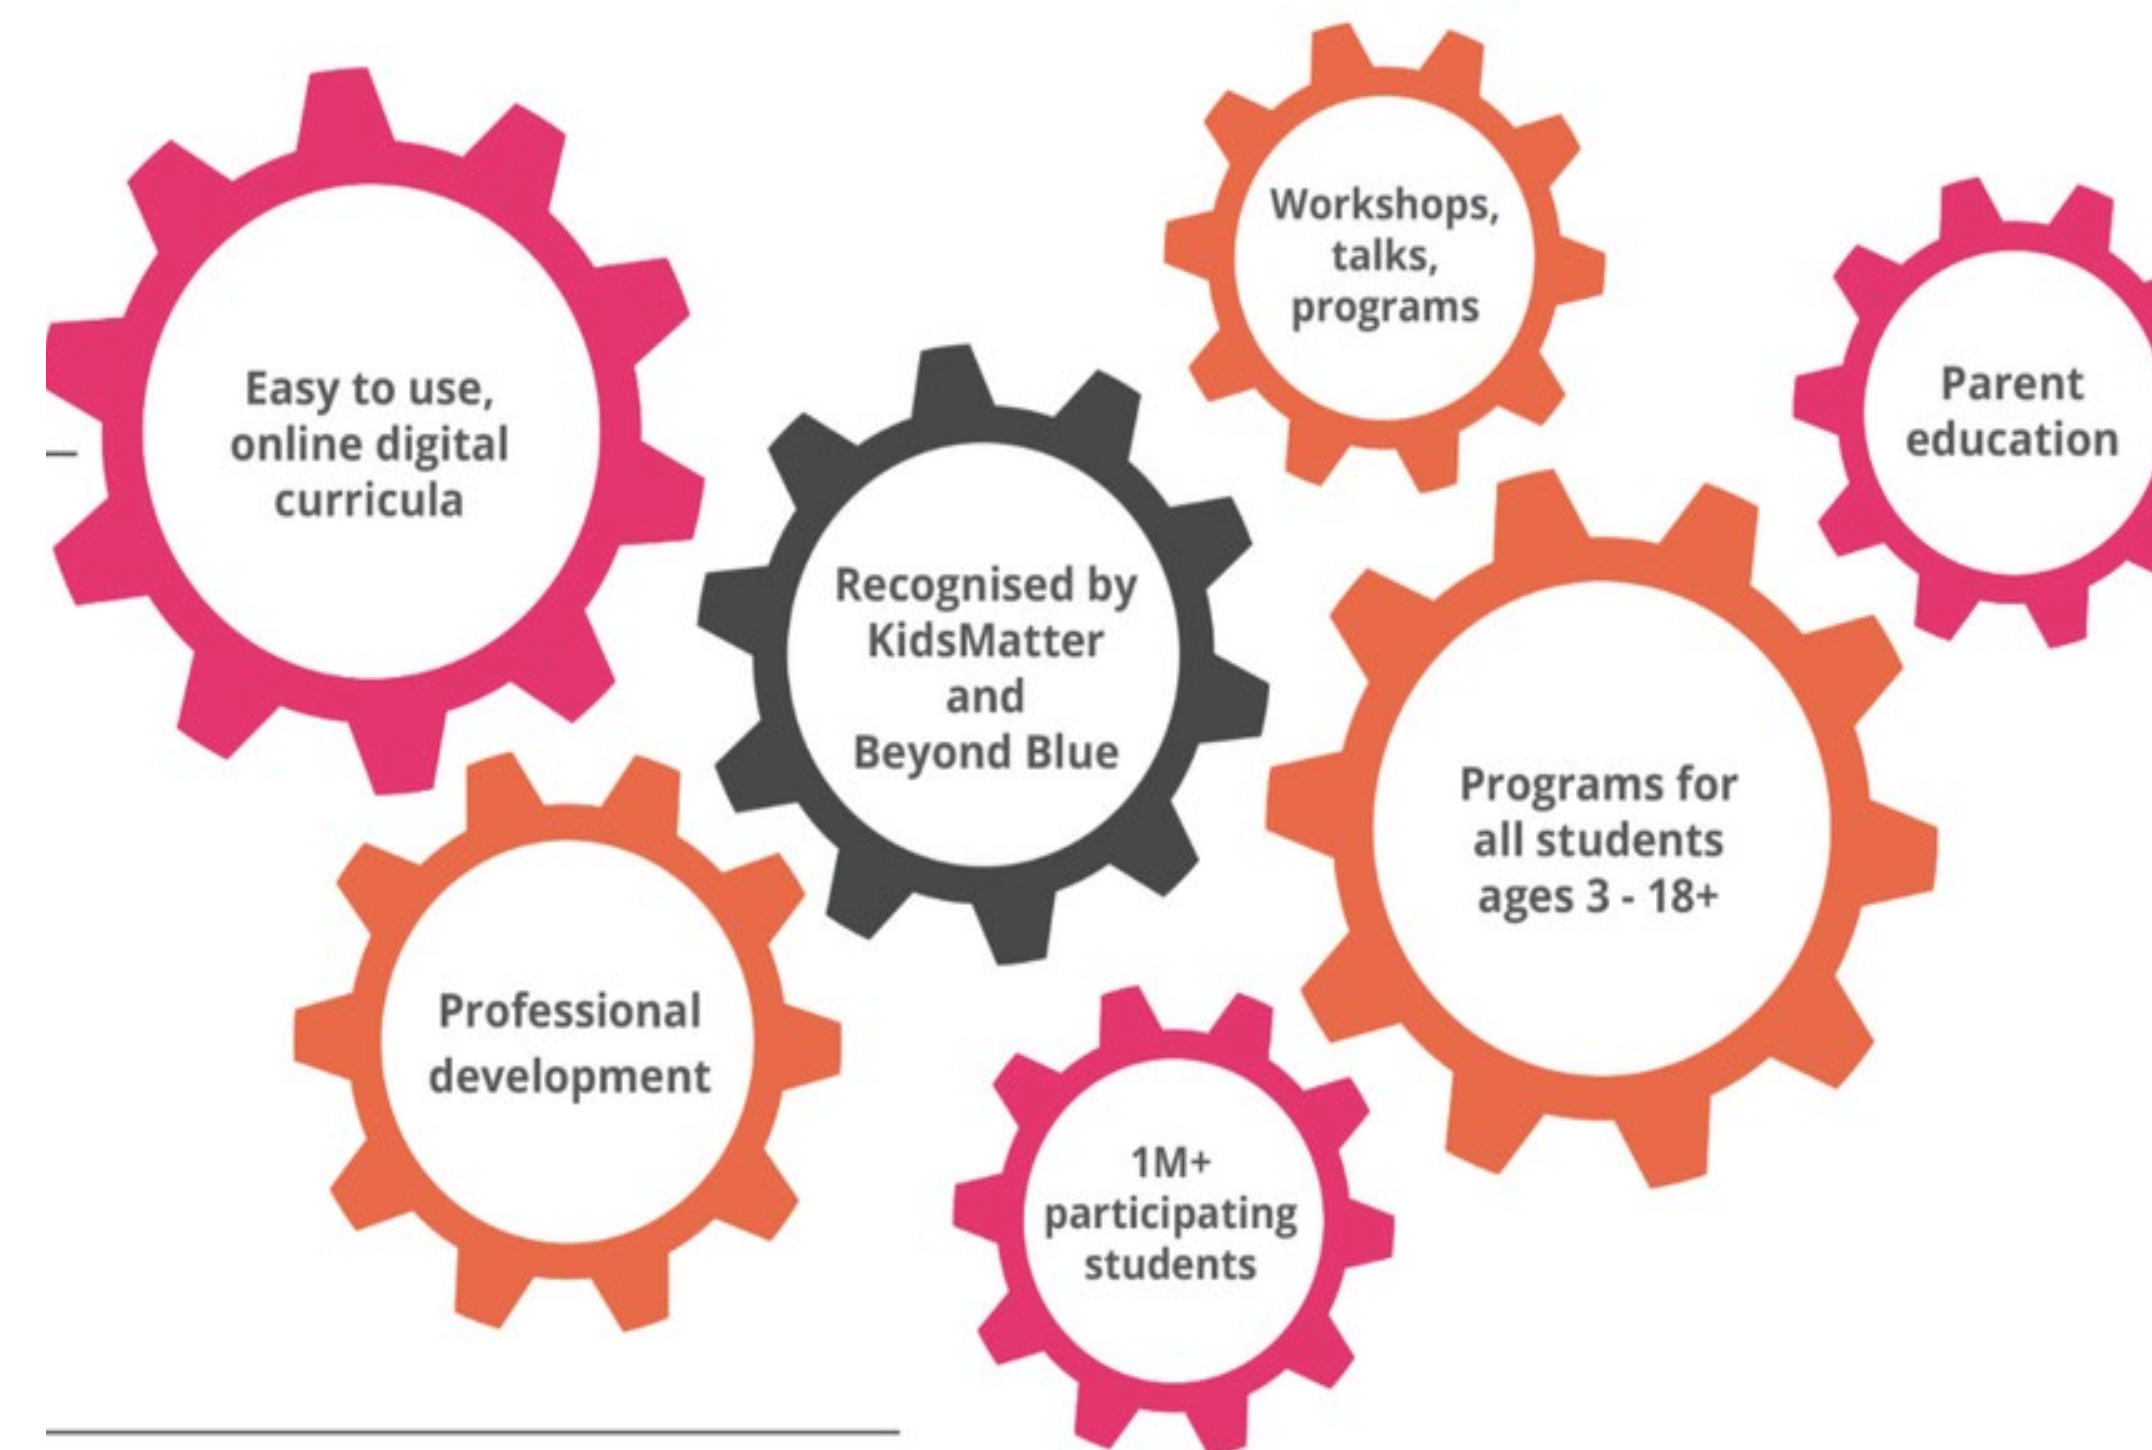 Easy to use,
online digital
curricula
Recognised by
KidsMatter
and
Beyond Blue
Workshops,
talks,
programs
Parent
education
Programs for
all students
ages 3 - 18+
Professional
development
1M+
participating
students